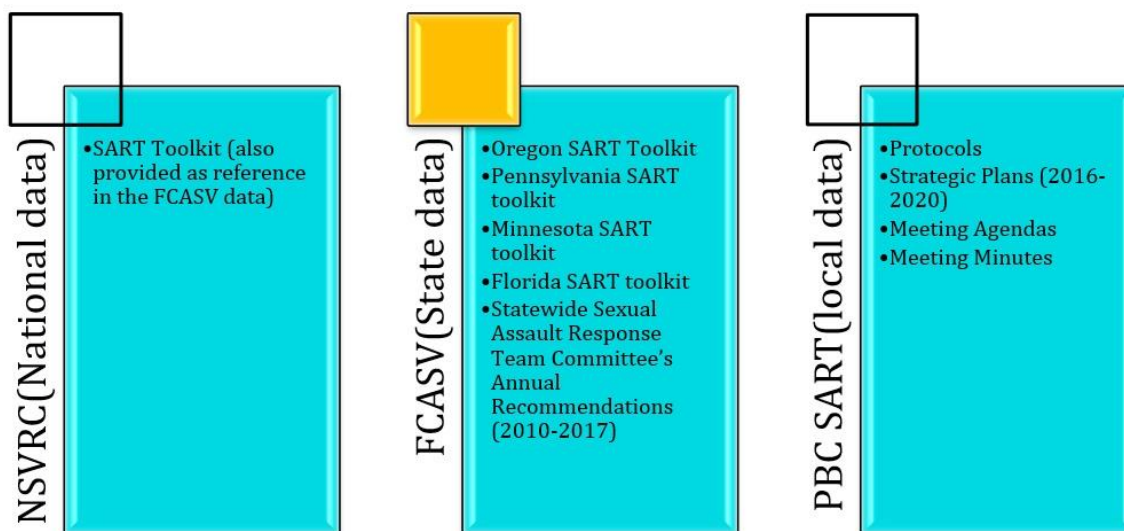 NSVRC(National data)
•SART Toolkit (also
provided as reference
in the FCASV data)
FCASV(State data)
•Oregon SART Toolkit
•Pennsylvania SART
toolkit
•Minnesota SART
toolkit
•Florida SART toolkit
•Statewide Sexual
Assault Response
Team Committee’s
Annual
Recommendations
(2010-2017)
PBC SART(local data)
•Protocols
•Strategic Plans (2016-
2020)
•Meeting Agendas
•Meeting Minutes